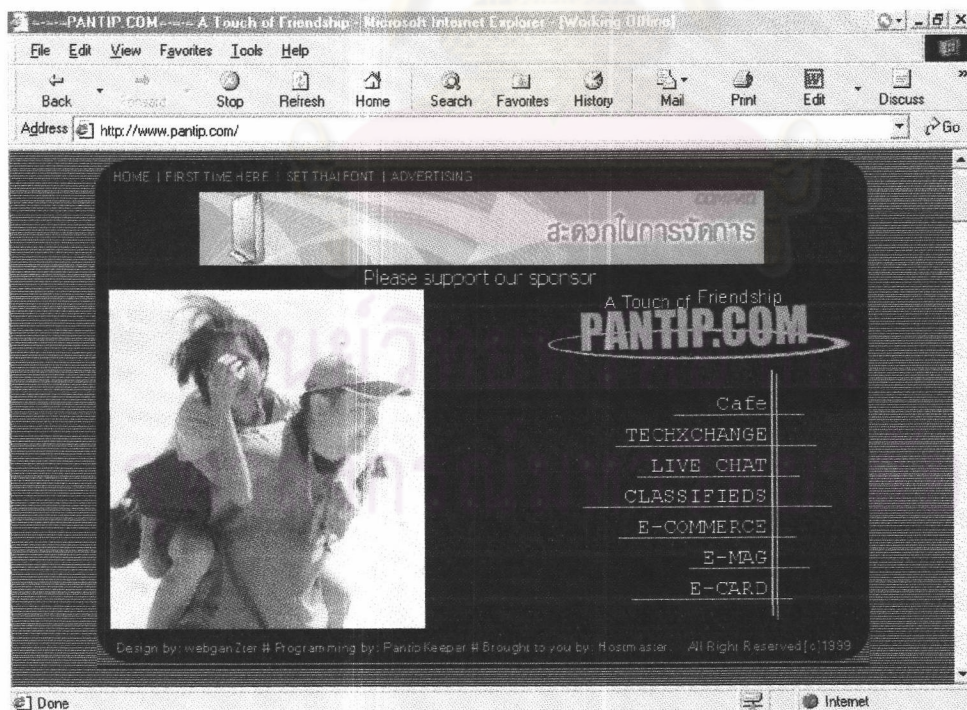 -----PANTIP.COM----- A Touch of Friendship - Microsoft Internet Explorer - [Working Offline]
File Edit View Favorites Tools Help
Back Forward Stop Refresh Home Search Favorites History Mail Print Edit Discuss »
Address http://www.pantip.com/ Go
HOME | FIRST TIME HERE | SET THAI FONT | ADVERTISING
COMPAQ
สะดวกในการจัดการ
Please support our sponsor
A Touch of Friendship
PANTIP.COM
Cafe
TECHXCHANGE
LIVE CHAT
CLASSIFIEDS
E-COMMERCE
E-MAG
E-CARD
Design by: webganZter # Programming by: PantipKeeper # Brought to you by: Hostmaster. All Right Reserved[c]1999
Done Internet